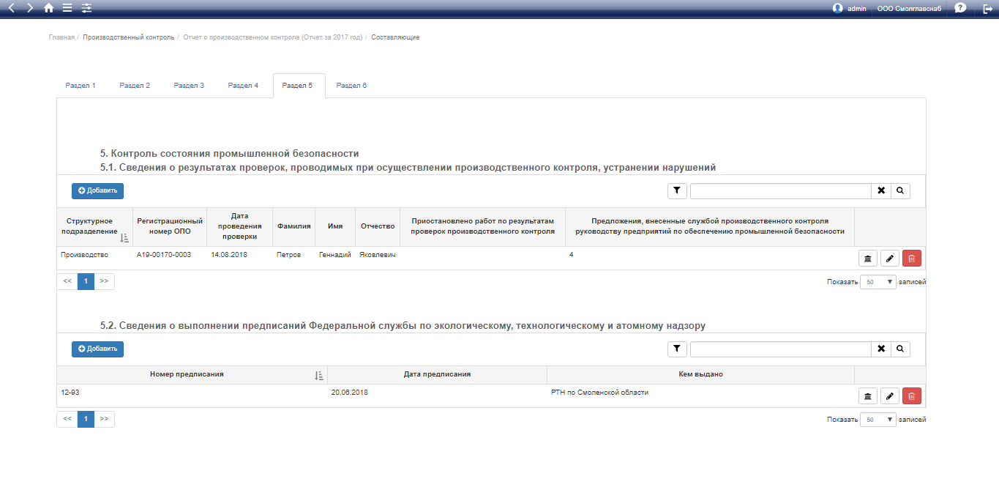 admin ООО Смолглавснаб
Главная / Производственный контроль / Отчет о производственном контроле (Отчет за 2017 год) / Составляющие
Раздел 1 Раздел 2 Раздел 3 Раздел 4 Раздел 5 Раздел 6
5. Контроль состояния промышленной безопасности
5.1. Сведения о результатах проверок, проводимых при осуществлении производственного контроля, устранении нарушений
Добавить
Структурное подразделение Регистрационный номер ОПО Дата проведения проверки Фамилия Имя Отчество Приостановлено работ по результатам проверок производственного контроля Предложения, внесенные службой производственного контроля руководству предприятий по обеспечению промышленной безопасности
Производство А19-00170-0003 14.08.2018 Петров Геннадий Яковлевич 4
<< 1 >> Показать 50 записей
5.2. Сведения о выполнении предписаний Федеральной службы по экологическому, технологическому и атомному надзору
Добавить
Номер предписания Дата предписания Кем выдано
12-93 20.06.2018 РТН по Смоленской области
<< 1 >> Показать 50 записей